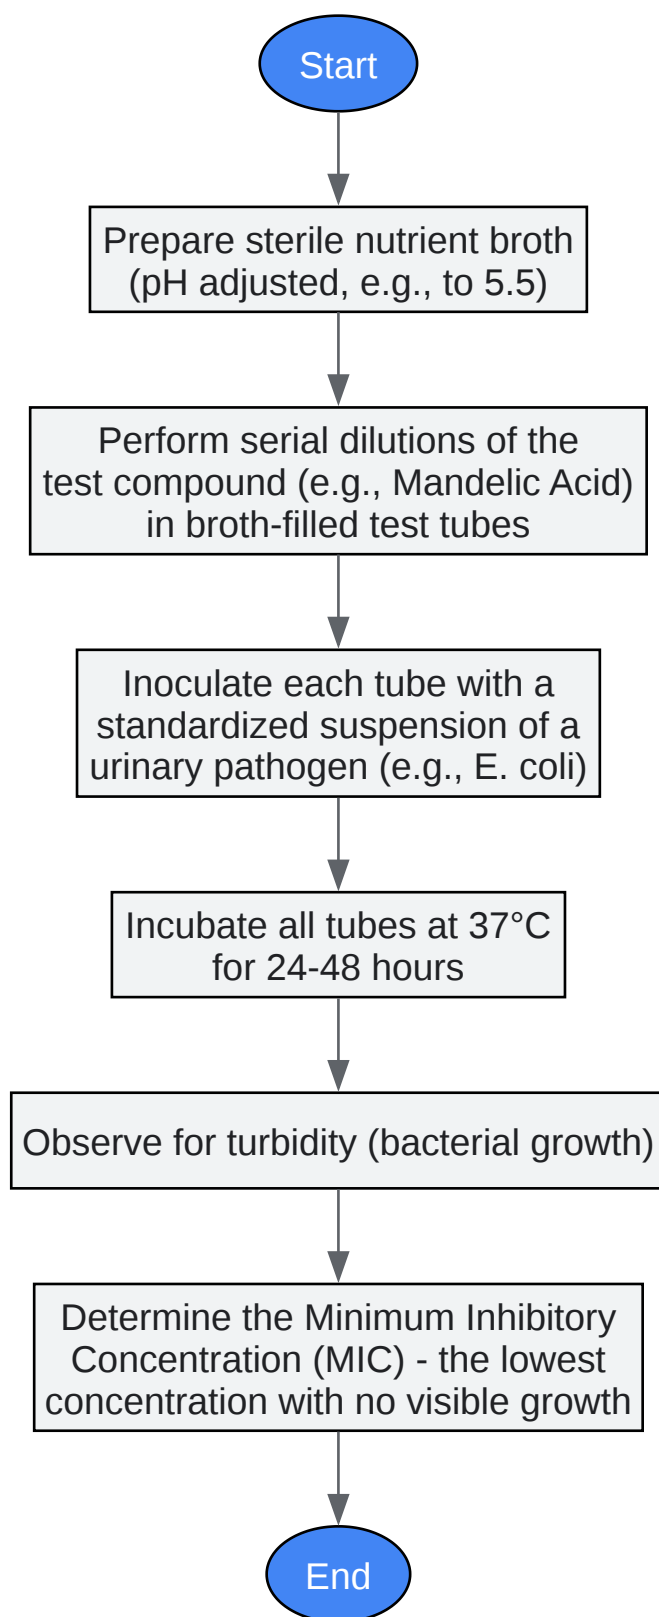 Start
Prepare sterile nutrient broth
(pH adjusted, e.g., to 5.5)
Perform serial dilutions of the
test compound (e.g., Mandelic Acid)
in broth-filled test tubes
Inoculate each tube with a
standardized suspension of a
urinary pathogen (e.g., E. coli)
Incubate all tubes at 37°C
for 24-48 hours
Observe for turbidity (bacterial growth)
Determine the Minimum Inhibitory
Concentration (MIC) - the lowest
concentration with no visible growth
End